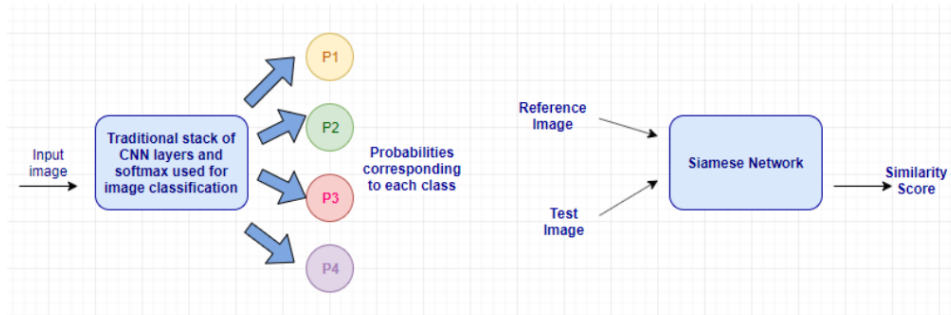 P1
P2
P3
P4
Input
image
Traditional stack of
CNN layers and
softmax used for
image classification
Probabilities
corresponding
to each class
Reference
Image
Test
Image
Siamese Network
Similarity
Score